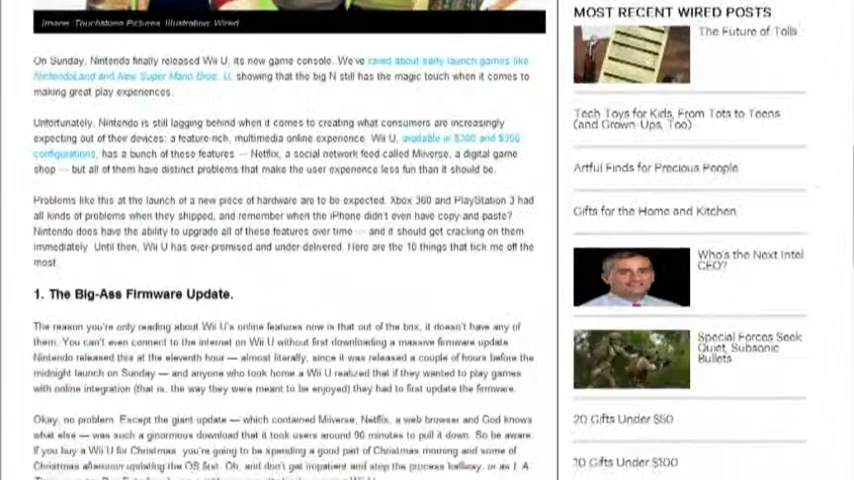 Image: Touchstone Pictures. Illustration: Wired
On Sunday, Nintendo finally released Wii U, its new game console. We've raved about early launch games like
NintendoLand and New Super Mario Bros. U, showing that the big N still has the magic touch when it comes to
making great play experiences.
Unfortunately, Nintendo is still lagging behind when it comes to creating what consumers are increasingly
expecting out of their devices: a feature-rich, multimedia online experience. Wii U, available in $300 and $350
configurations, has a bunch of these features — Netflix, a social network feed called Miiverse, a digital game
shop — but all of them have distinct problems that make the user experience less fun than it should be.
Problems like this at the launch of a new piece of hardware are to be expected. Xbox 360 and PlayStation 3 had
all kinds of problems when they shipped, and remember when the iPhone didn't even have copy-and-paste?
Nintendo does have the ability to upgrade all of these features over time — and it should get cracking on them
immediately. Until then, Wii U has over-promised and under-delivered. Here are the 10 things that tick me off the
most.
1. The Big-Ass Firmware Update.
The reason you're only reading about Wii U's online features now is that out of the box, it doesn't have any of
them. You can't even connect to the internet on Wii U without first downloading a massive firmware update
Nintendo released this at the eleventh hour — almost literally, since it was released a couple of hours before the
midnight launch on Sunday — and anyone who took home a Wii U realized that if they wanted to play games
with online integration (that is, the way they were meant to be enjoyed) they had to first update the firmware.
Okay, no problem. Except the giant update — which contained Miiverse, Netflix, a web browser and God knows
what else — was such a ginormous download that it took users around 90 minutes to pull it down. So be aware:
If you buy a Wii U for Christmas, you're going to be spending a good part of Christmas morning and some of
Christmas afternoon updating the OS first. Oh, and don't get impatient and stop the process halfway, or as I A
MOST RECENT WIRED POSTS
The Future of Tolls
Tech Toys for Kids, From Tots to Teens
(and Grown-Ups, Too)
Artful Finds for Precious People
Gifts for the Home and Kitchen
Who's the Next Intel
CEO?
Special Forces Seek
Quiet, Subsonic
Bullets
20 Gifts Under $50
10 Gifts Under $100